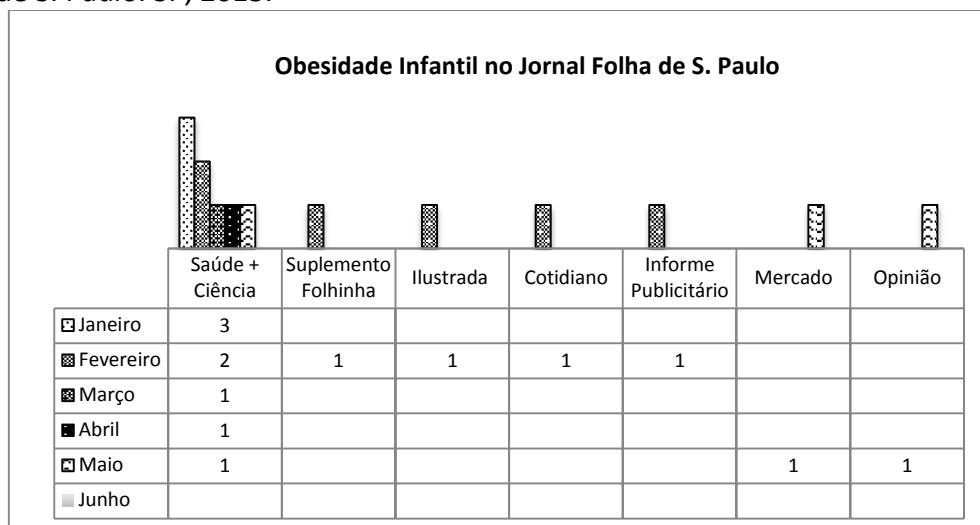 Obesidade Infantil no Jornal Folha de S. Paulo
Saúde + Ciência
Suplemento Folhinha
Ilustrada
Cotidiano
Informe Publicitário
Mercado
Opinião
Janeiro 3
Fevereiro 2 1 1 1 1
Março 1
Abril 1
Maio 1 1 1
Junho